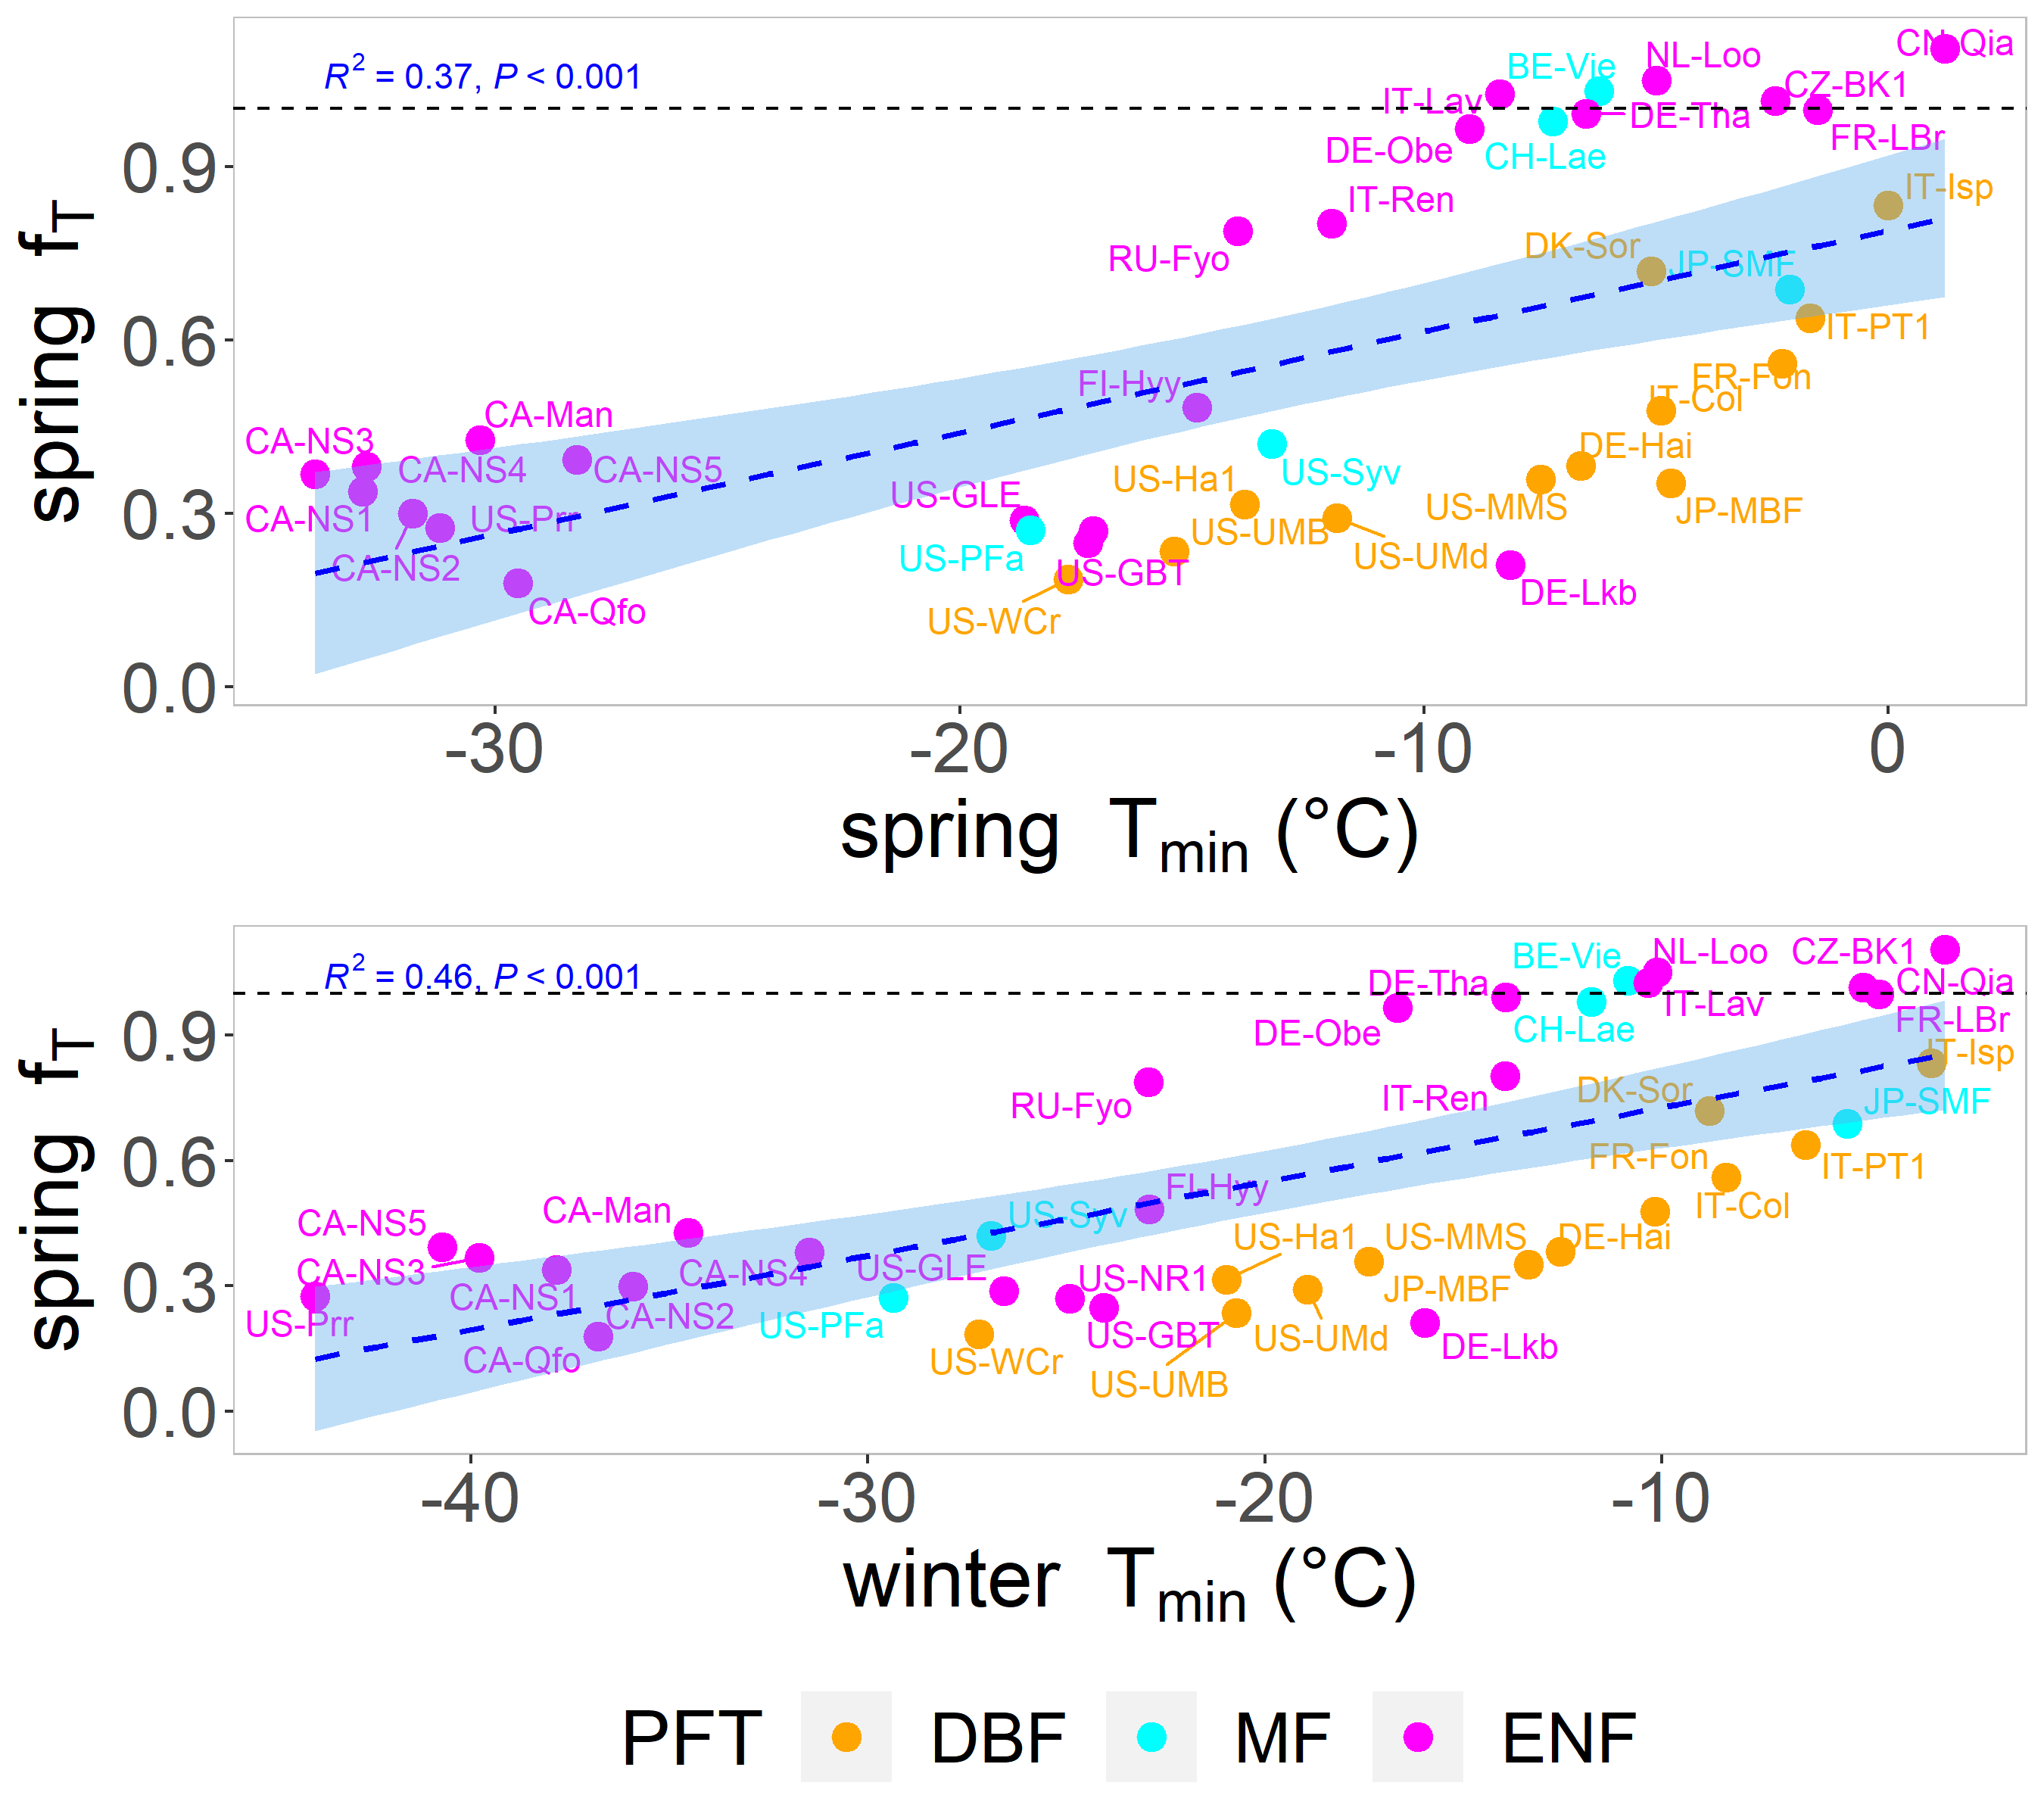 R2 = 0.37, P < 0.001
CN-Qia
NL-Loo
BE-Vie
CZ-BK1
IT-Lav
DE-Tha
FR-LBr
DE-Obe
CH-Lae
0.9
IT-Ren
IT-Isp
RU-Fyo
DK-Sor
JP-SMF
0.6
IT-PT1
FR-Fon
FI-Hyy
IT-Col
CA-Man
CA-NS3
CA-NS4
CA-NS5
DE-Hai
US-Ha1
US-Syv
US-GLE
US-MMS
JP-MBF
0.3
CA-NS1
US-Prr
US-UMB
CA-NS2
US-PFa
US-GBT
US-UMd
DE-Lkb
CA-Qfo
US-WCr
0.0
spring fT
-30
-20
-10
0
spring Tmin (°C)
R2 = 0.46, P < 0.001
BE-Vie
NL-Loo
CZ-BK1
DE-Tha
CN-Qia
IT-Lav
DE-Obe
CH-Lae
FR-LBr
0.9
IT-Isp
RU-Fyo
IT-Ren
DK-Sor
JP-SMF
0.6
FR-Fon
IT-PT1
FI-Hyy
IT-Col
CA-NS5
CA-Man
US-Syv
US-Ha1
US-MMS
DE-Hai
CA-NS3
CA-NS4
US-GLE
US-NR1
JP-MBF
0.3
CA-NS1
US-Prr
CA-NS2
US-PFa
US-GBT
US-UMd
DE-Lkb
CA-Qfo
US-WCr
US-UMB
0.0
spring fT
-40
-30
-20
-10
winter Tmin (°C)
PFT DBF MF ENF